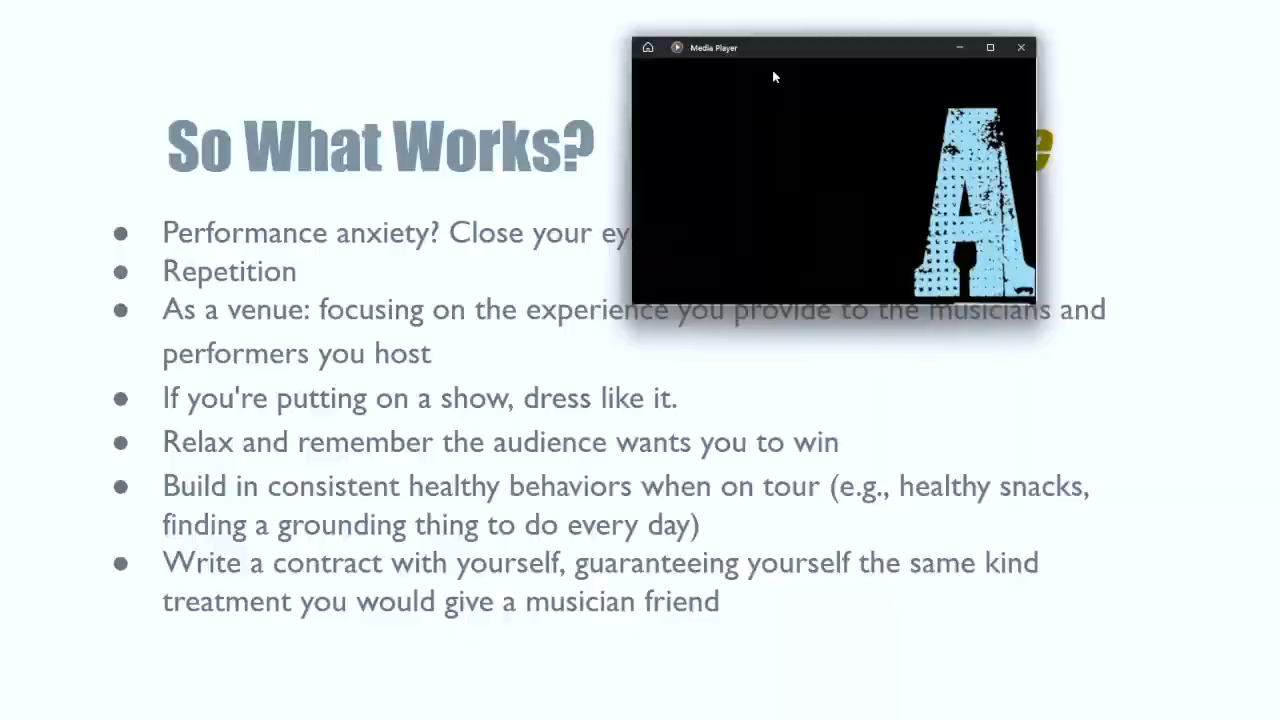 Media Player
A
So What Works?
● Performance anxiety? Close your
● Repetition
● As a venue: focusing on the experience you provide to the musicians and
performers you host
● If you're putting on a show, dress like it.
● Relax and remember the audience wants you to win
● Build in consistent healthy behaviors when on tour (e.g., healthy snacks,
finding a grounding thing to do every day)
● Write a contract with yourself, guaranteeing yourself the same kind
treatment you would give a musician friend